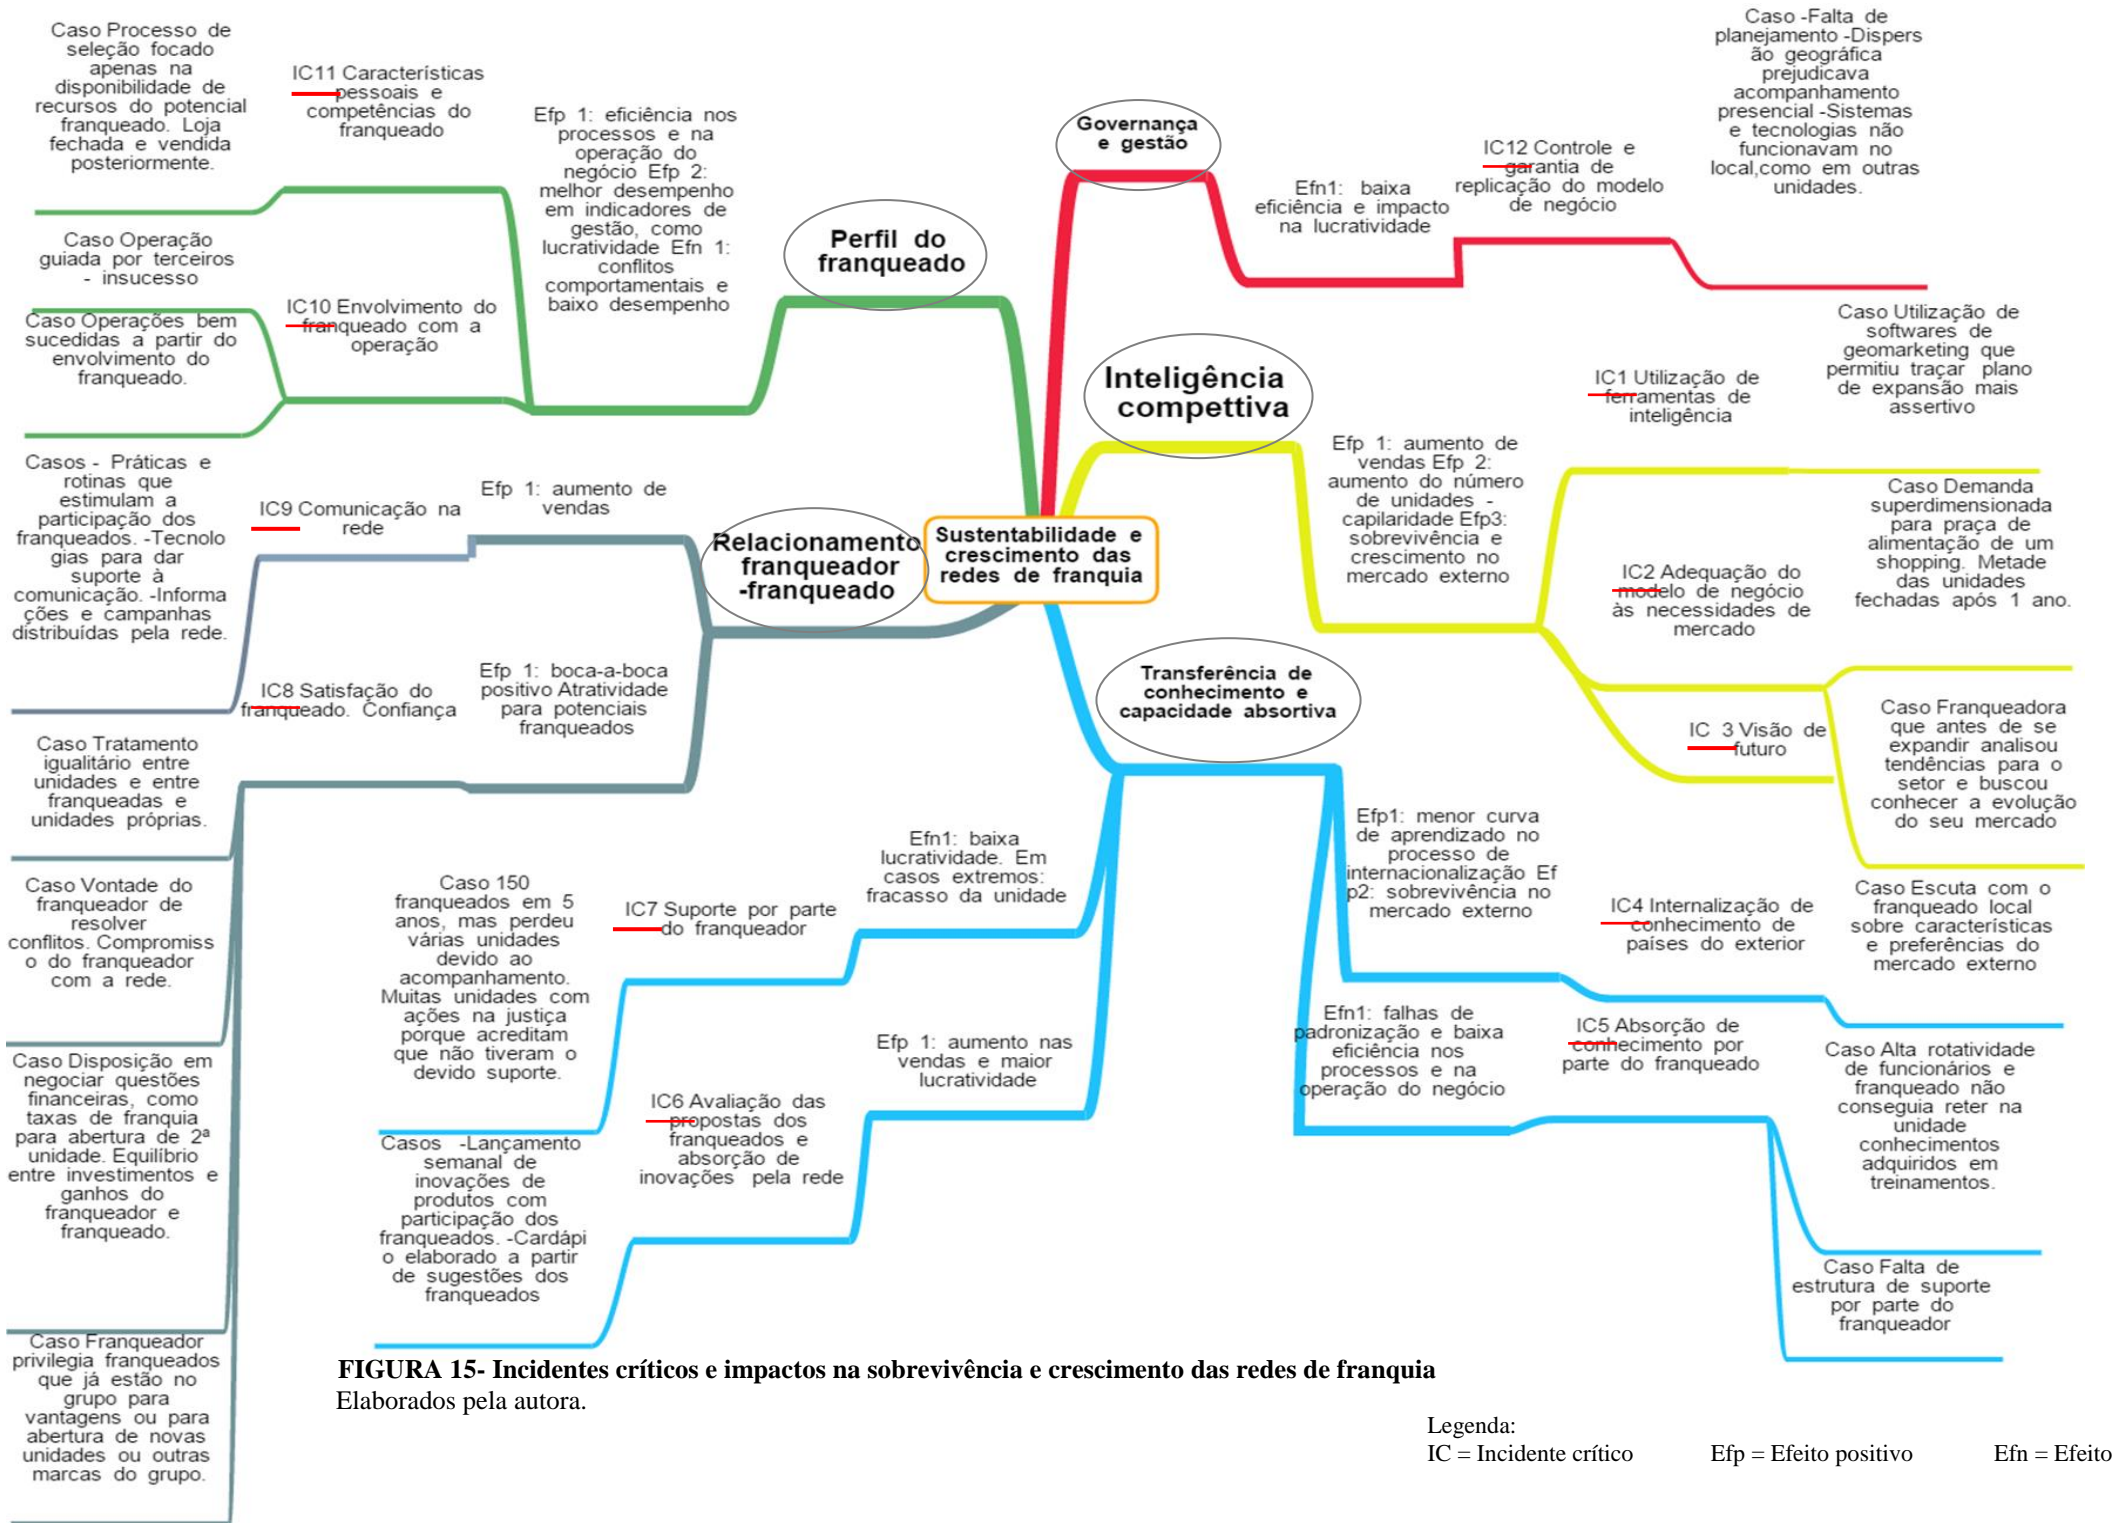 Caso Processo de
seleção focado
apenas na
disponibilidade de
recursos do potencial
franqueado. Loja
fechada e vendida
posteriormente.
IC11 Características
pessoais e
competências do
franqueado
Efp 1: eficiência nos
processos e na
operação do
negócio Efp 2:
melhor desempenho
em indicadores de
gestão, como
lucratividade Efn 1:
conflitos
comportamentais e
baixo desempenho
Perfil do
franqueado
Caso Operação
guiada por terceiros
- insucesso
Caso Operações bem
sucedidas a partir do
envolvimento do
franqueado.
IC10 Envolvimento do
franqueado com a
operação
Governança
e gestão
Efn1: baixa
eficiência e impacto
na lucratividade
IC12 Controle e
garantia de
replicação do modelo
de negócio
Caso -Falta de
planejamento -Dispers
ão geográfica
prejudicava
acompanhamento
presencial -Sistemas
e tecnologias não
funcionavam no
local,como em outras
unidades.
Inteligência
compettiva
Efp 1: aumento de
vendas Efp 2:
aumento do número
de unidades -
capilaridade Efp3:
sobrevivência e
crescimento no
mercado externo
IC1 Utilização de
ferramentas de
inteligência
Caso Utilização de
softwares de
geomarketing que
permitiu traçar plano
de expansão mais
assertivo
IC2 Adequação do
modelo de negócio
às necessidades de
mercado
Caso Demanda
superdimensionada
para praça de
alimentação de um
shopping. Metade
das unidades
fechadas após 1 ano.
IC 3 Visão de
futuro
Caso Franqueadora
que antes de se
expandir analisou
tendências para o
setor e buscou
conhecer a evolução
do seu mercado
Sustentabilidade e
crescimento das
redes de franquia
Relacionamento
franqueador
-franqueado
Efp 1: aumento de
vendas
IC9 Comunicação na
rede
Casos - Práticas e
rotinas que
estimulam a
participação dos
franqueados. -Tecnolo
gias para dar
suporte à
comunicação. -Informa
ções e campanhas
distribuídas pela rede.
Efp 1: boca-a-boca
positivo Atratividade
para potenciais
franqueados
IC8 Satisfação do
franqueado. Confiança
Caso Tratamento
igualitário entre
unidades e entre
franqueadas e
unidades próprias.
Caso Vontade do
franqueador de
resolver
conflitos. Compromiss
o do franqueador
com a rede.
Caso Disposição em
negociar questões
financeiras, como
taxas de franquia
para abertura de 2ª
unidade. Equilíbrio
entre investimentos e
ganhos do
franqueador e
franqueado.
Caso Franqueador
privilegia franqueados
que já estão no
grupo para
vantagens ou para
abertura de novas
unidades ou outras
marcas do grupo.
Transferência de
conhecimento e
capacidade absortiva
Efn1: baixa
lucratividade. Em
casos extremos:
fracasso da unidade
IC7 Suporte por parte
do franqueador
Caso 150
franqueados em 5
anos, mas perdeu
várias unidades
devido ao
acompanhamento.
Muitas unidades com
ações na justiça
porque acreditam
que não tiveram o
devido suporte.
Efp 1: aumento nas
vendas e maior
lucratividade
IC6 Avaliação das
propostas dos
franqueados e
absorção de
inovações pela rede
Casos -Lançamento
semanal de
inovações de
produtos com
participação dos
franqueados. -Cardápi
o elaborado a partir
de sugestões dos
franqueados
Efp1: menor curva
de aprendizado no
processo de
internacionalização Ef
p2: sobrevivência no
mercado externo
IC4 Internalização de
conhecimento de
países do exterior
Caso Escuta com o
franqueado local
sobre características
e preferências do
mercado externo
Efn1: falhas de
padronização e baixa
eficiência nos
processos e na
operação do negócio
IC5 Absorção de
conhecimento por
parte do franqueado
Caso Alta rotatividade
de funcionários e
franqueado não
conseguia reter na
unidade
conhecimentos
adquiridos em
treinamentos.
Caso Falta de
estrutura de suporte
por parte do
franqueador
FIGURA 15- Incidentes críticos e impactos na sobrevivência e crescimento das redes de franquia
Elaborados pela autora.
Legenda:
IC = Incidente crítico Efp = Efeito positivo Efn = Efeito